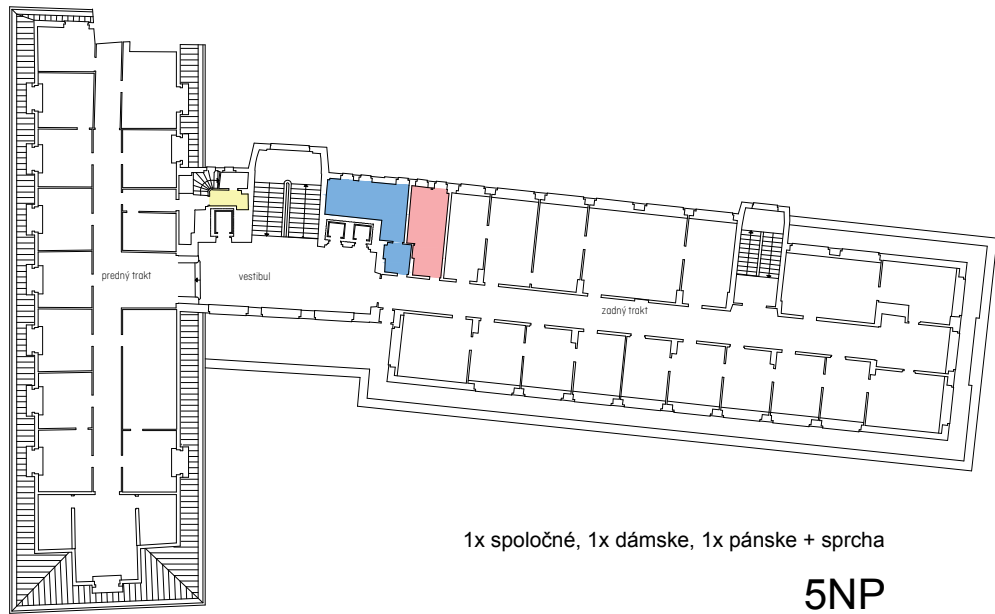 predný trakt
vestibul
zadný trakt
1x spoločné, 1x dámske, 1x pánske + sprcha
5NP